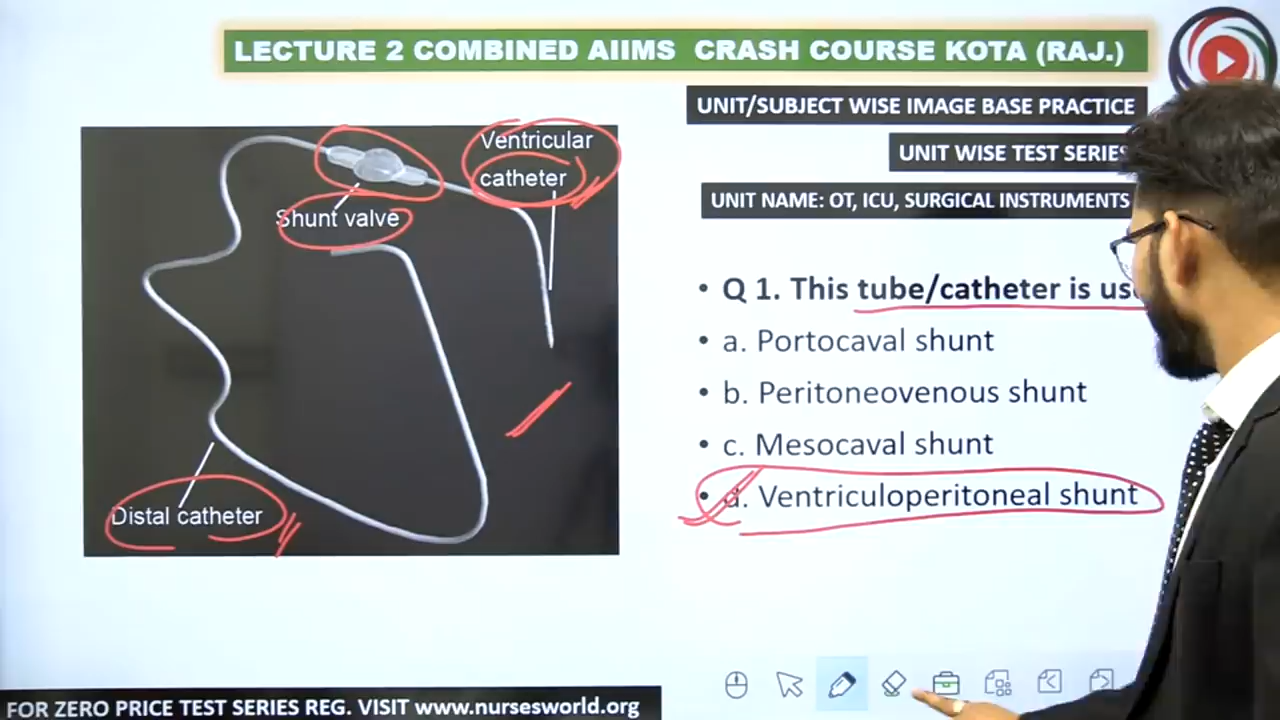 LECTURE 2 COMBINED AIIMS CRASH COURSE KOTA (RAJ.)
UNIT/SUBJECT WISE IMAGE BASE PRACTICE
UNIT WISE TEST SERIES
UNIT NAME: OT, ICU, SURGICAL INSTRUMENTS
Ventricular
catheter
Shunt valve
Distal catheter
• Q 1. This tube/catheter is
• a. Portocaval shunt
• b. Peritoneovenous shunt
• c. Mesocaval shunt
• d. Ventriculoperitoneal shunt
FOR ZERO PRICE TEST SERIES REG. VISIT www.nursesworld.org